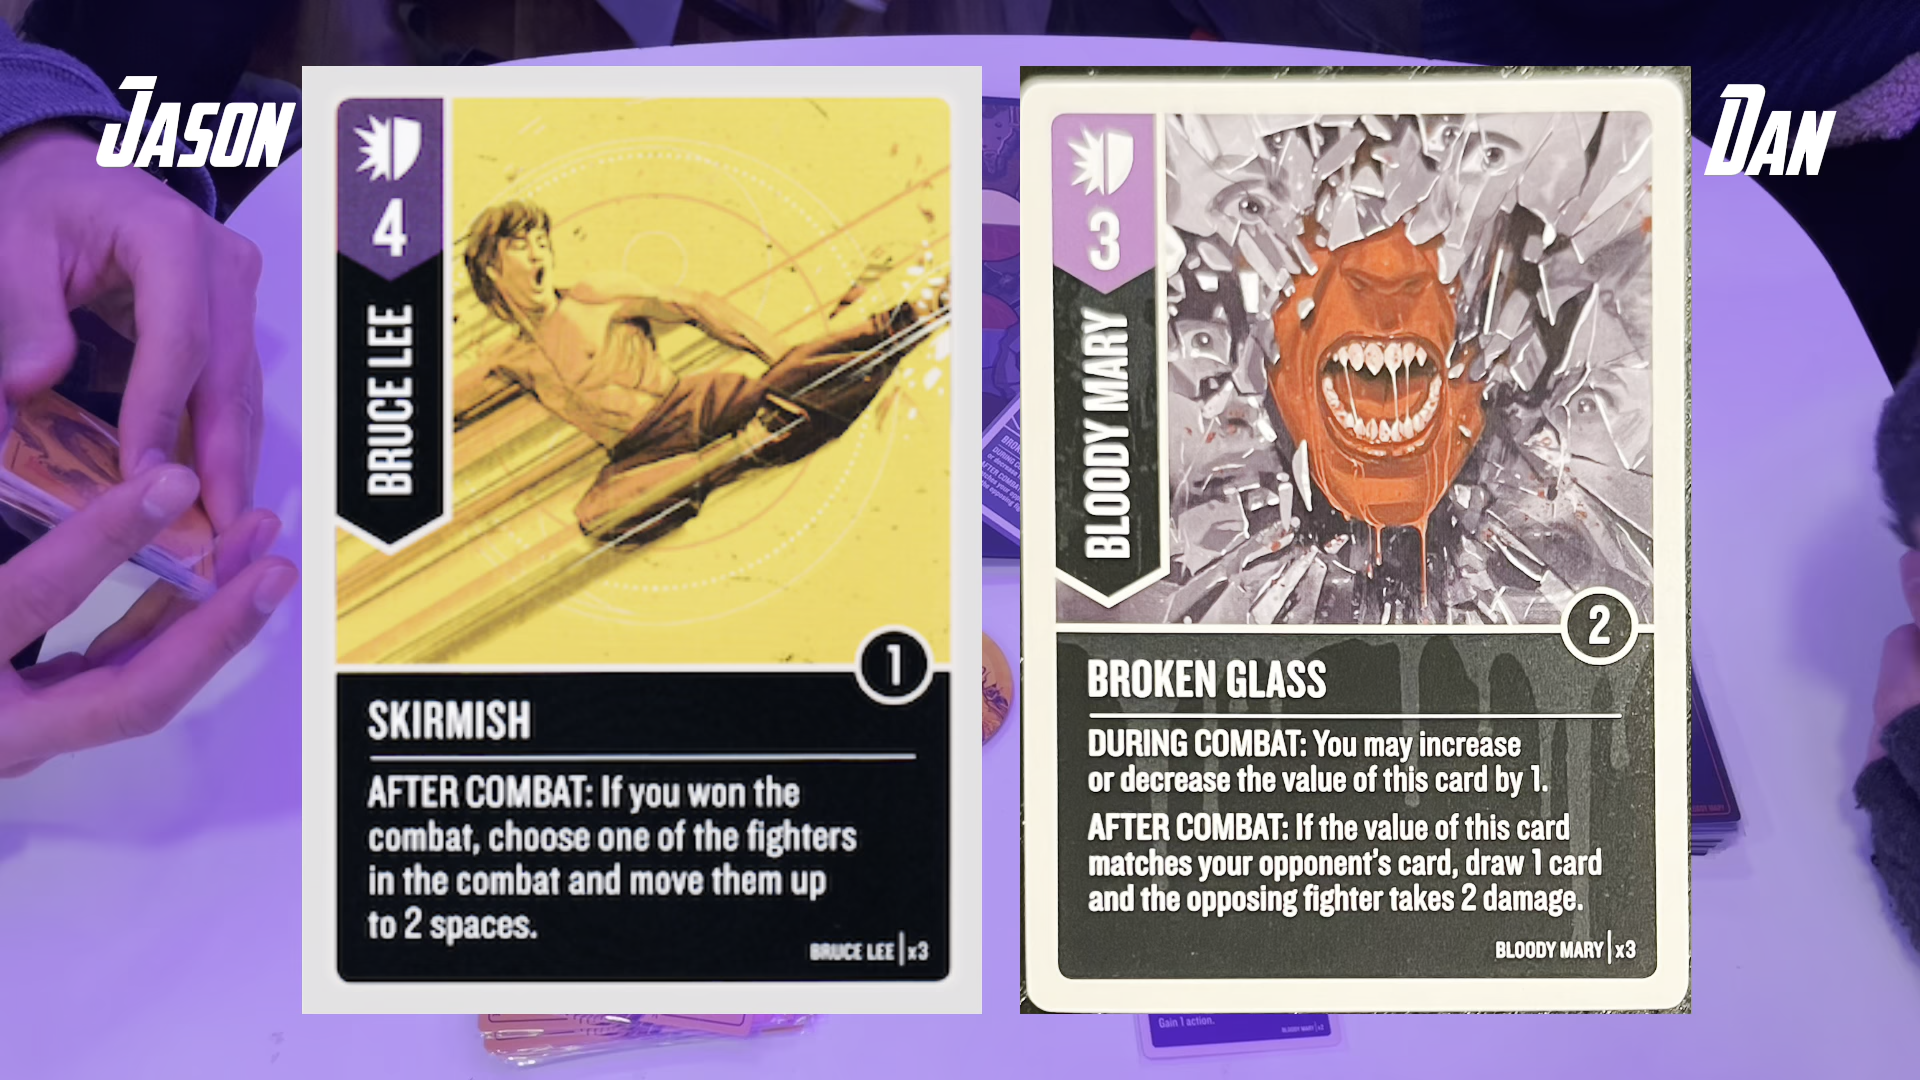 JASON
DAN
4
BRUCE LEE
1
SKIRMISH
AFTER COMBAT: If you won the
combat, choose one of the fighters
in the combat and move them up
to 2 spaces.
BRUCE LEE x3
3
BLOODY MARY
2
BROKEN GLASS
DURING COMBAT: You may increase
or decrease the value of this card by 1.
AFTER COMBAT: If the value of this card
matches your opponent's card, draw 1 card
and the opposing fighter takes 2 damage.
BLOODY MARY x3
Gain 1 action.